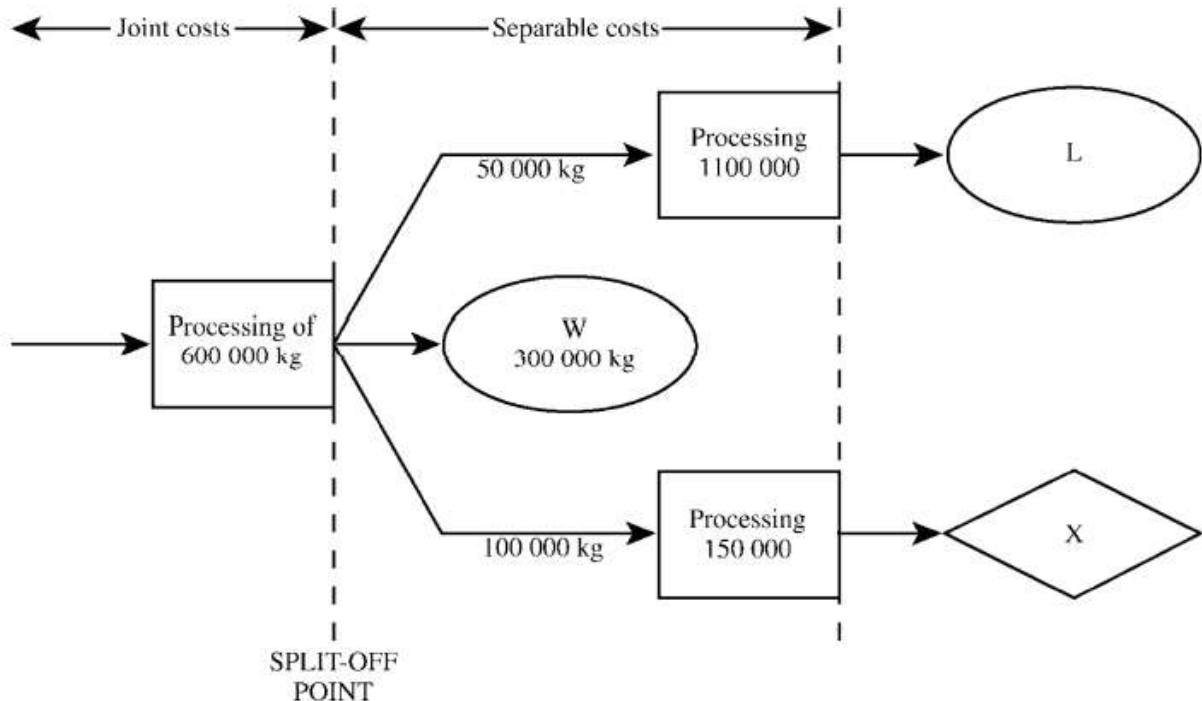 Joint costs
Separable costs
Processing
1100 000
L
50 000 kg
Processing of
600 000 kg
W
300 000 kg
Processing
150 000
X
100 000 kg
SPLIT-OFF
POINT